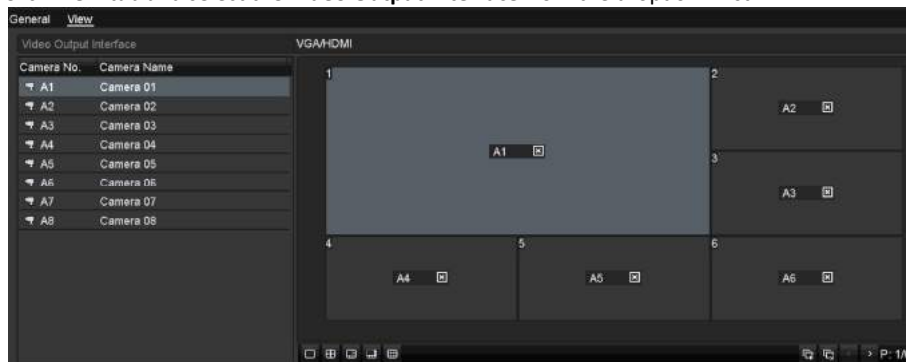 General View
Video Output Interface VGA/HDMI
Camera No. Camera Name
A1 Camera 01
A2 Camera 02
A3 Camera 03
A4 Camera 04
A5 Camera 05
A6 Camera 06
A7 Camera 07
A8 Camera 08
1
A1
2
A2
3
A3
4
A4
5
A5
6
A6
P: 1/